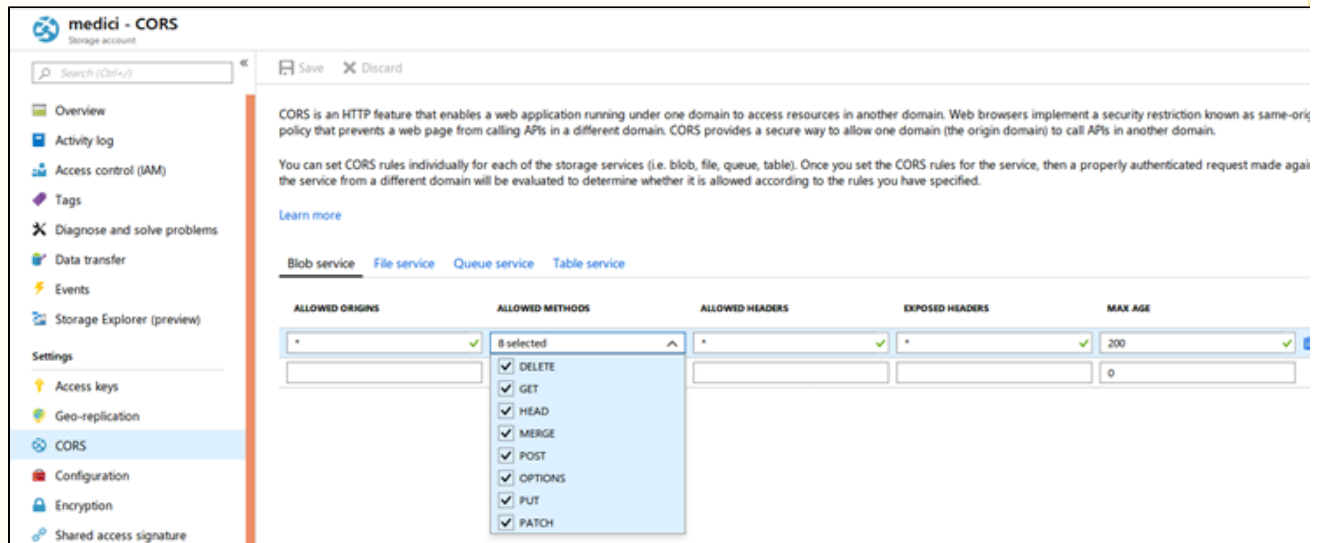 medici - CORS
Storage account
Search (Ctrl+/)
«
Save
Discard
Overview
Activity log
Access control (IAM)
Tags
Diagnose and solve problems
Data transfer
Events
Storage Explorer (preview)
Settings
Access keys
Geo-replication
CORS
Configuration
Encryption
Shared access signature
CORS is an HTTP feature that enables a web application running under one domain to access resources in another domain. Web browsers implement a security restriction known as same-orig
policy that prevents a web page from calling APIs in a different domain. CORS provides a secure way to allow one domain (the origin domain) to call APIs in another domain.
You can set CORS rules individually for each of the storage services (i.e. blob, file, queue, table). Once you set the CORS rules for the service, then a properly authenticated request made agai
the service from a different domain will be evaluated to determine whether it is allowed according to the rules you have specified.
Learn more
Blob service File service Queue service Table service
ALLOWED ORIGINS ALLOWED METHODS ALLOWED HEADERS EXPOSED HEADERS MAX AGE
* 8 selected * * 200
0
DELETE
GET
HEAD
MERGE
POST
OPTIONS
PUT
PATCH